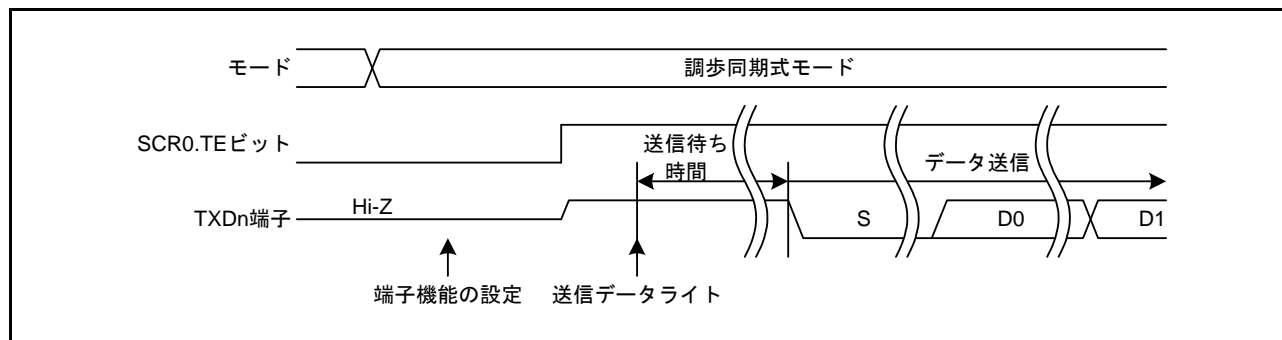 モード
調歩同期式モード
SCR0.TEビット
送信待ち
時間
データ送信
TXDn端子
Hi-Z
S
D0
D1
端子機能の設定
送信データライト